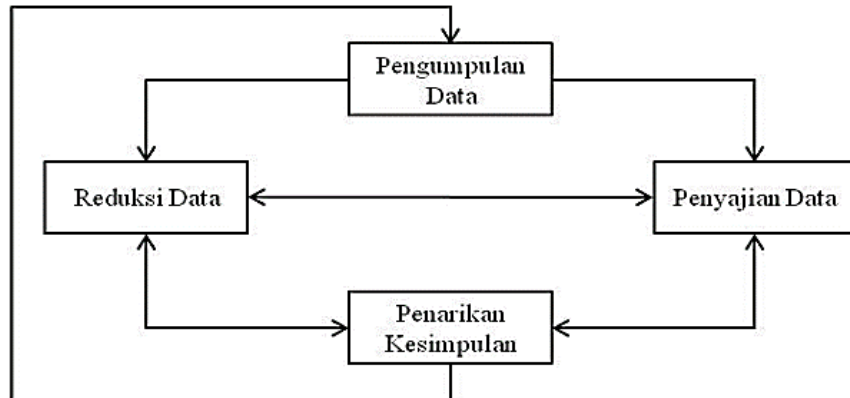 Pengumpulan
Data
Reduksi Data
Penyajian Data
Penarikan
Kesimpulan